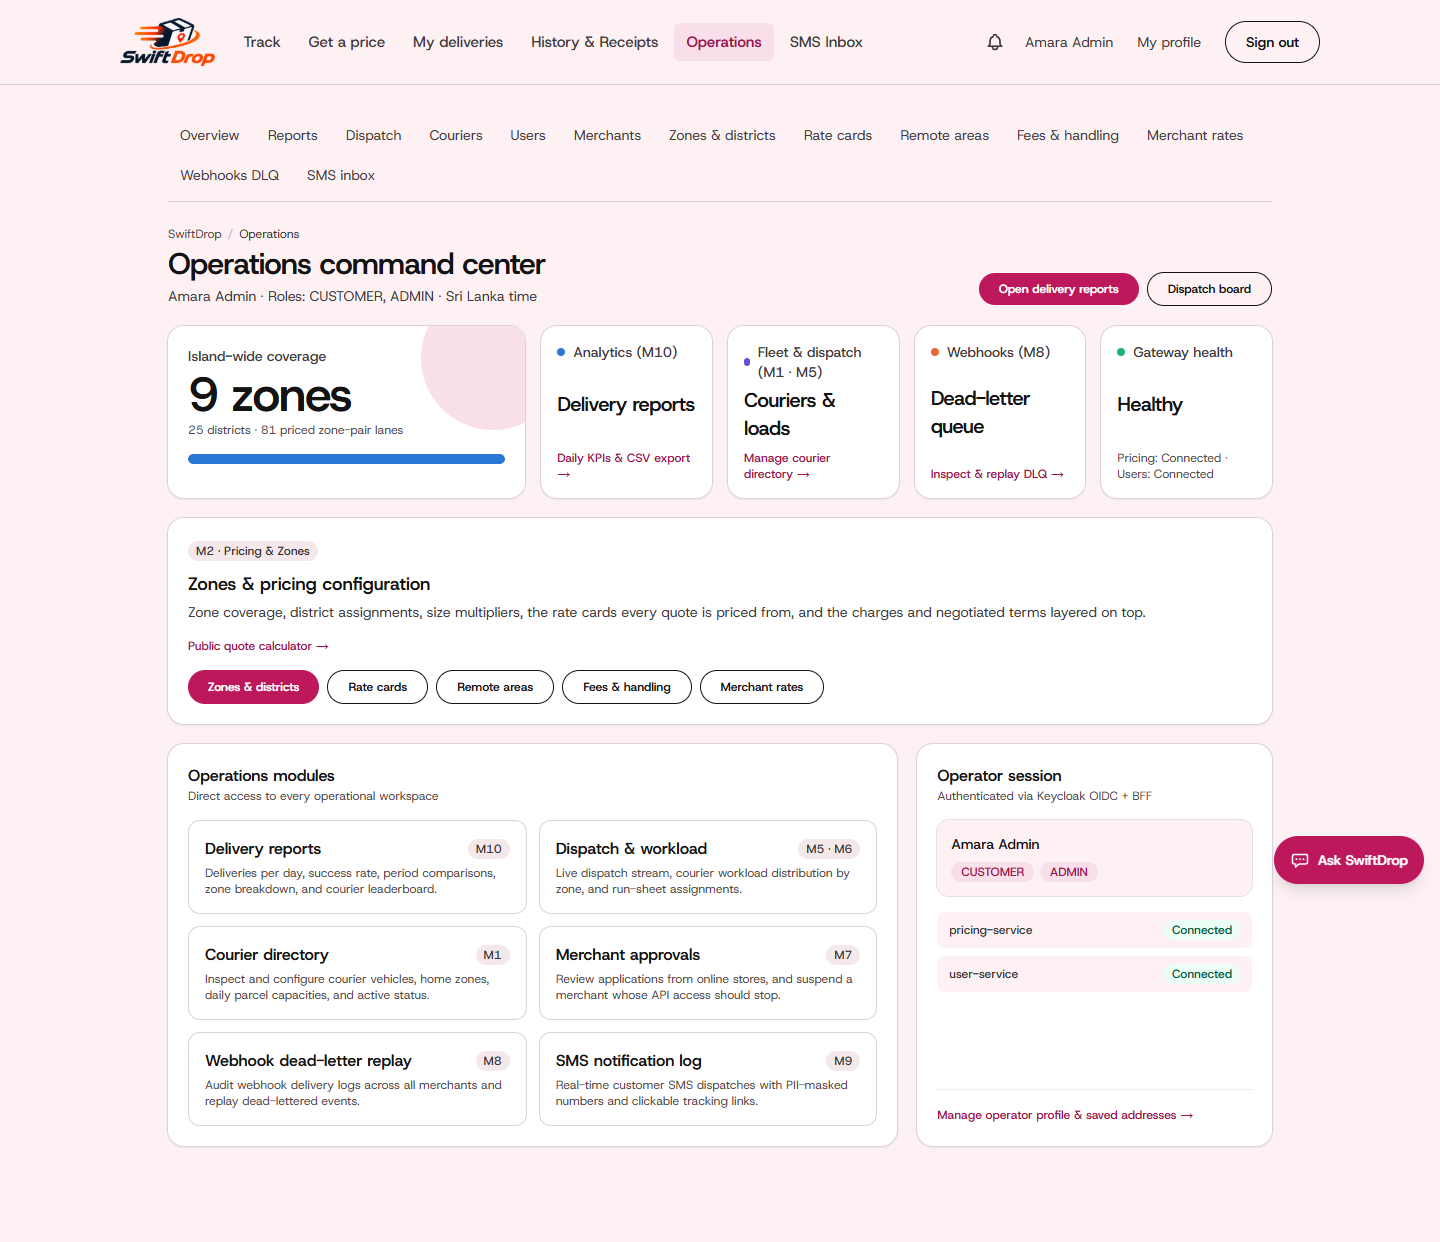 SwiftDrop
Track
Get a price
My deliveries
History & Receipts
Operations
SMS Inbox
Amara Admin
My profile
Sign out
Overview
Reports
Dispatch
Couriers
Users
Merchants
Zones & districts
Rate cards
Remote areas
Fees & handling
Merchant rates
Webhooks DLQ
SMS inbox
SwiftDrop / Operations
Operations command center
Amara Admin · Roles: CUSTOMER, ADMIN · Sri Lanka time
Open delivery reports
Dispatch board
Island-wide coverage
9 zones
25 districts · 81 priced zone-pair lanes
Analytics (M10)
Delivery reports
Daily KPIs & CSV export
→
Fleet & dispatch
(M1 · M5)
Couriers &
loads
Manage courier
directory →
Webhooks (M8)
Dead-letter
queue
Inspect & replay DLQ →
Gateway health
Healthy
Pricing: Connected ·
Users: Connected
M2 · Pricing & Zones
Zones & pricing configuration
Zone coverage, district assignments, size multipliers, the rate cards every quote is priced from, and the charges and negotiated terms layered on top.
Public quote calculator →
Zones & districts
Rate cards
Remote areas
Fees & handling
Merchant rates
Operations modules
Direct access to every operational workspace
Delivery reports
M10
Deliveries per day, success rate, period comparisons,
zone breakdown, and courier leaderboard.
Dispatch & workload
M5 · M6
Live dispatch stream, courier workload distribution by
zone, and run-sheet assignments.
Courier directory
M1
Inspect and configure courier vehicles, home zones,
daily parcel capacities, and active status.
Merchant approvals
M7
Review applications from online stores, and suspend a
merchant whose API access should stop.
Webhook dead-letter replay
M8
Audit webhook delivery logs across all merchants and
replay dead-lettered events.
SMS notification log
M9
Real-time customer SMS dispatches with PII-masked
numbers and clickable tracking links.
Operator session
Authenticated via Keycloak OIDC + BFF
Amara Admin
CUSTOMER
ADMIN
pricing-service
Connected
user-service
Connected
Manage operator profile & saved addresses →
Ask SwiftDrop